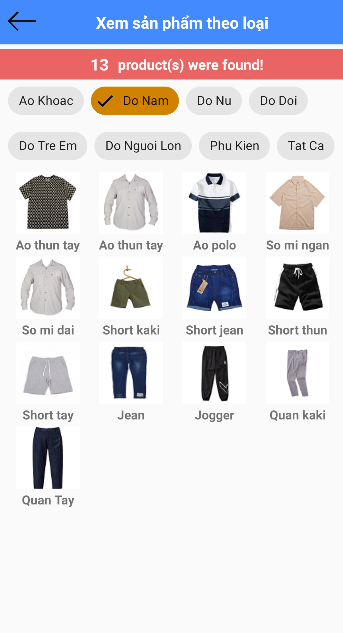 Xem sản phẩm theo loại
13 product(s) were found!
Ao Khoac Do Nam Do Nu Do Doi
Do Tre Em Do Nguoi Lon Phu Kien Tat Ca
Ao thun tay Ao thun tay Ao polo So mi ngan
So mi dai Short kaki Short jean Short thun
Short tay Jean Jogger Quan kaki
Quan Tay